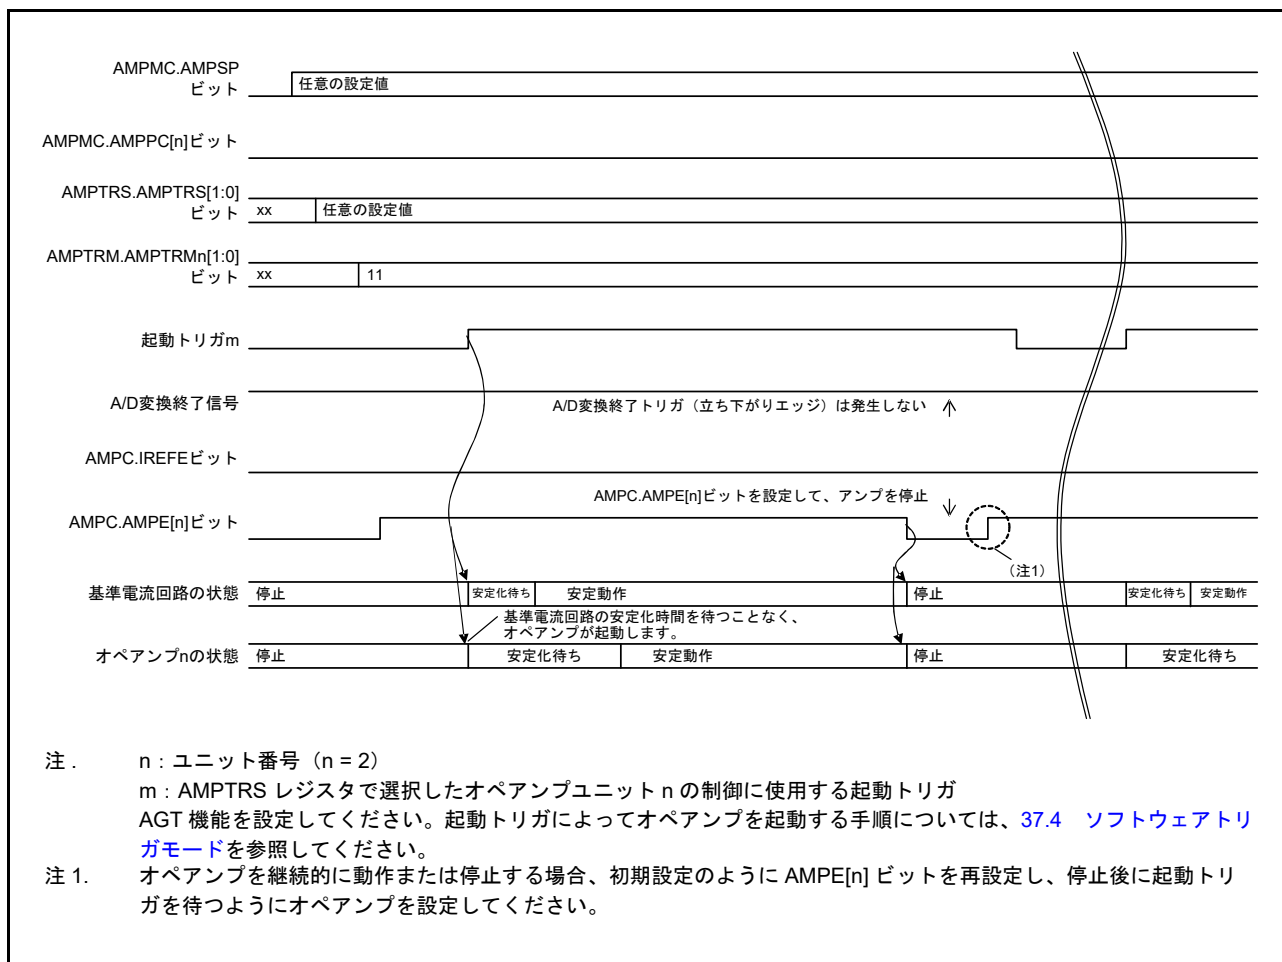 AMPMC.AMPSP
ビット
任意の設定値
AMPMC.AMPPC[n]ビット
AMPTRS.AMPTRS[1:0]
ビット
xx
任意の設定値
AMPTRM.AMPTRMn[1:0]
ビット
xx
11
起動トリガm
A/D変換終了信号
A/D変換終了トリガ（立ち下がりエッジ）は発生しない
AMPC.IREFEビット
AMPC.AMPE[n]ビットを設定して、アンプを停止
AMPC.AMPE[n]ビット
（注1）
基準電流回路の状態
停止
安定化待ち
安定動作
停止
安定化待ち
安定動作
基準電流回路の安定化時間を待つことなく、
オペアンプが起動します。
オペアンプnの状態
停止
安定化待ち
安定動作
停止
安定化待ち
注 . n：ユニット番号（n = 2）
m：AMPTRS レジスタで選択したオペアンプユニット n の制御に使用する起動トリガ
AGT 機能を設定してください。起動トリガによってオペアンプを起動する手順については、37.4 ソフトウェアトリ
ガモードを参照してください。
注 1. オペアンプを継続的に動作または停止する場合、初期設定のように AMPE[n] ビットを再設定し、停止後に起動トリ
ガを待つようにオペアンプを設定してください。